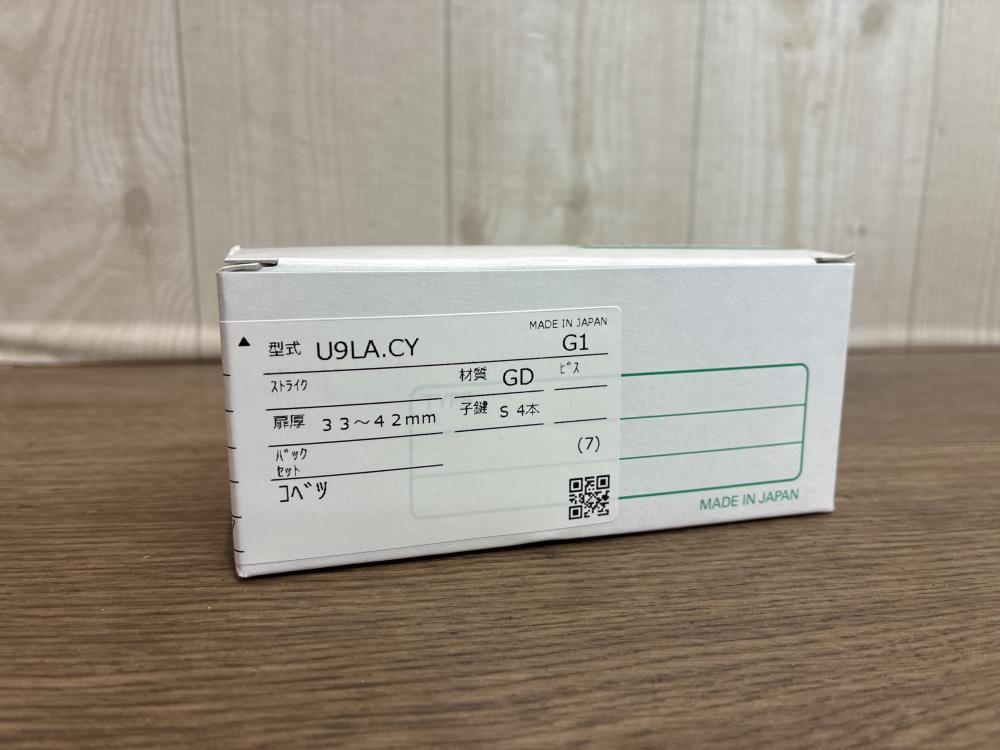 MADE IN JAPAN
▲ 型式 U9LA.CY G1
ストライク 材質 GD ビス
扉厚 33～42mm 子鍵 S 4本
バック
セット (7)
コベツ
MADE IN JAPAN